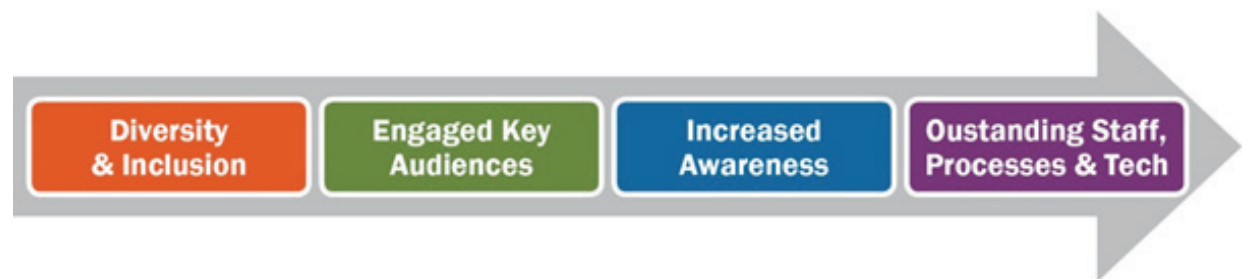 Diversity
& Inclusion
Engaged Key
Audiences
Increased
Awareness
Oustanding Staff,
Processes & Tech